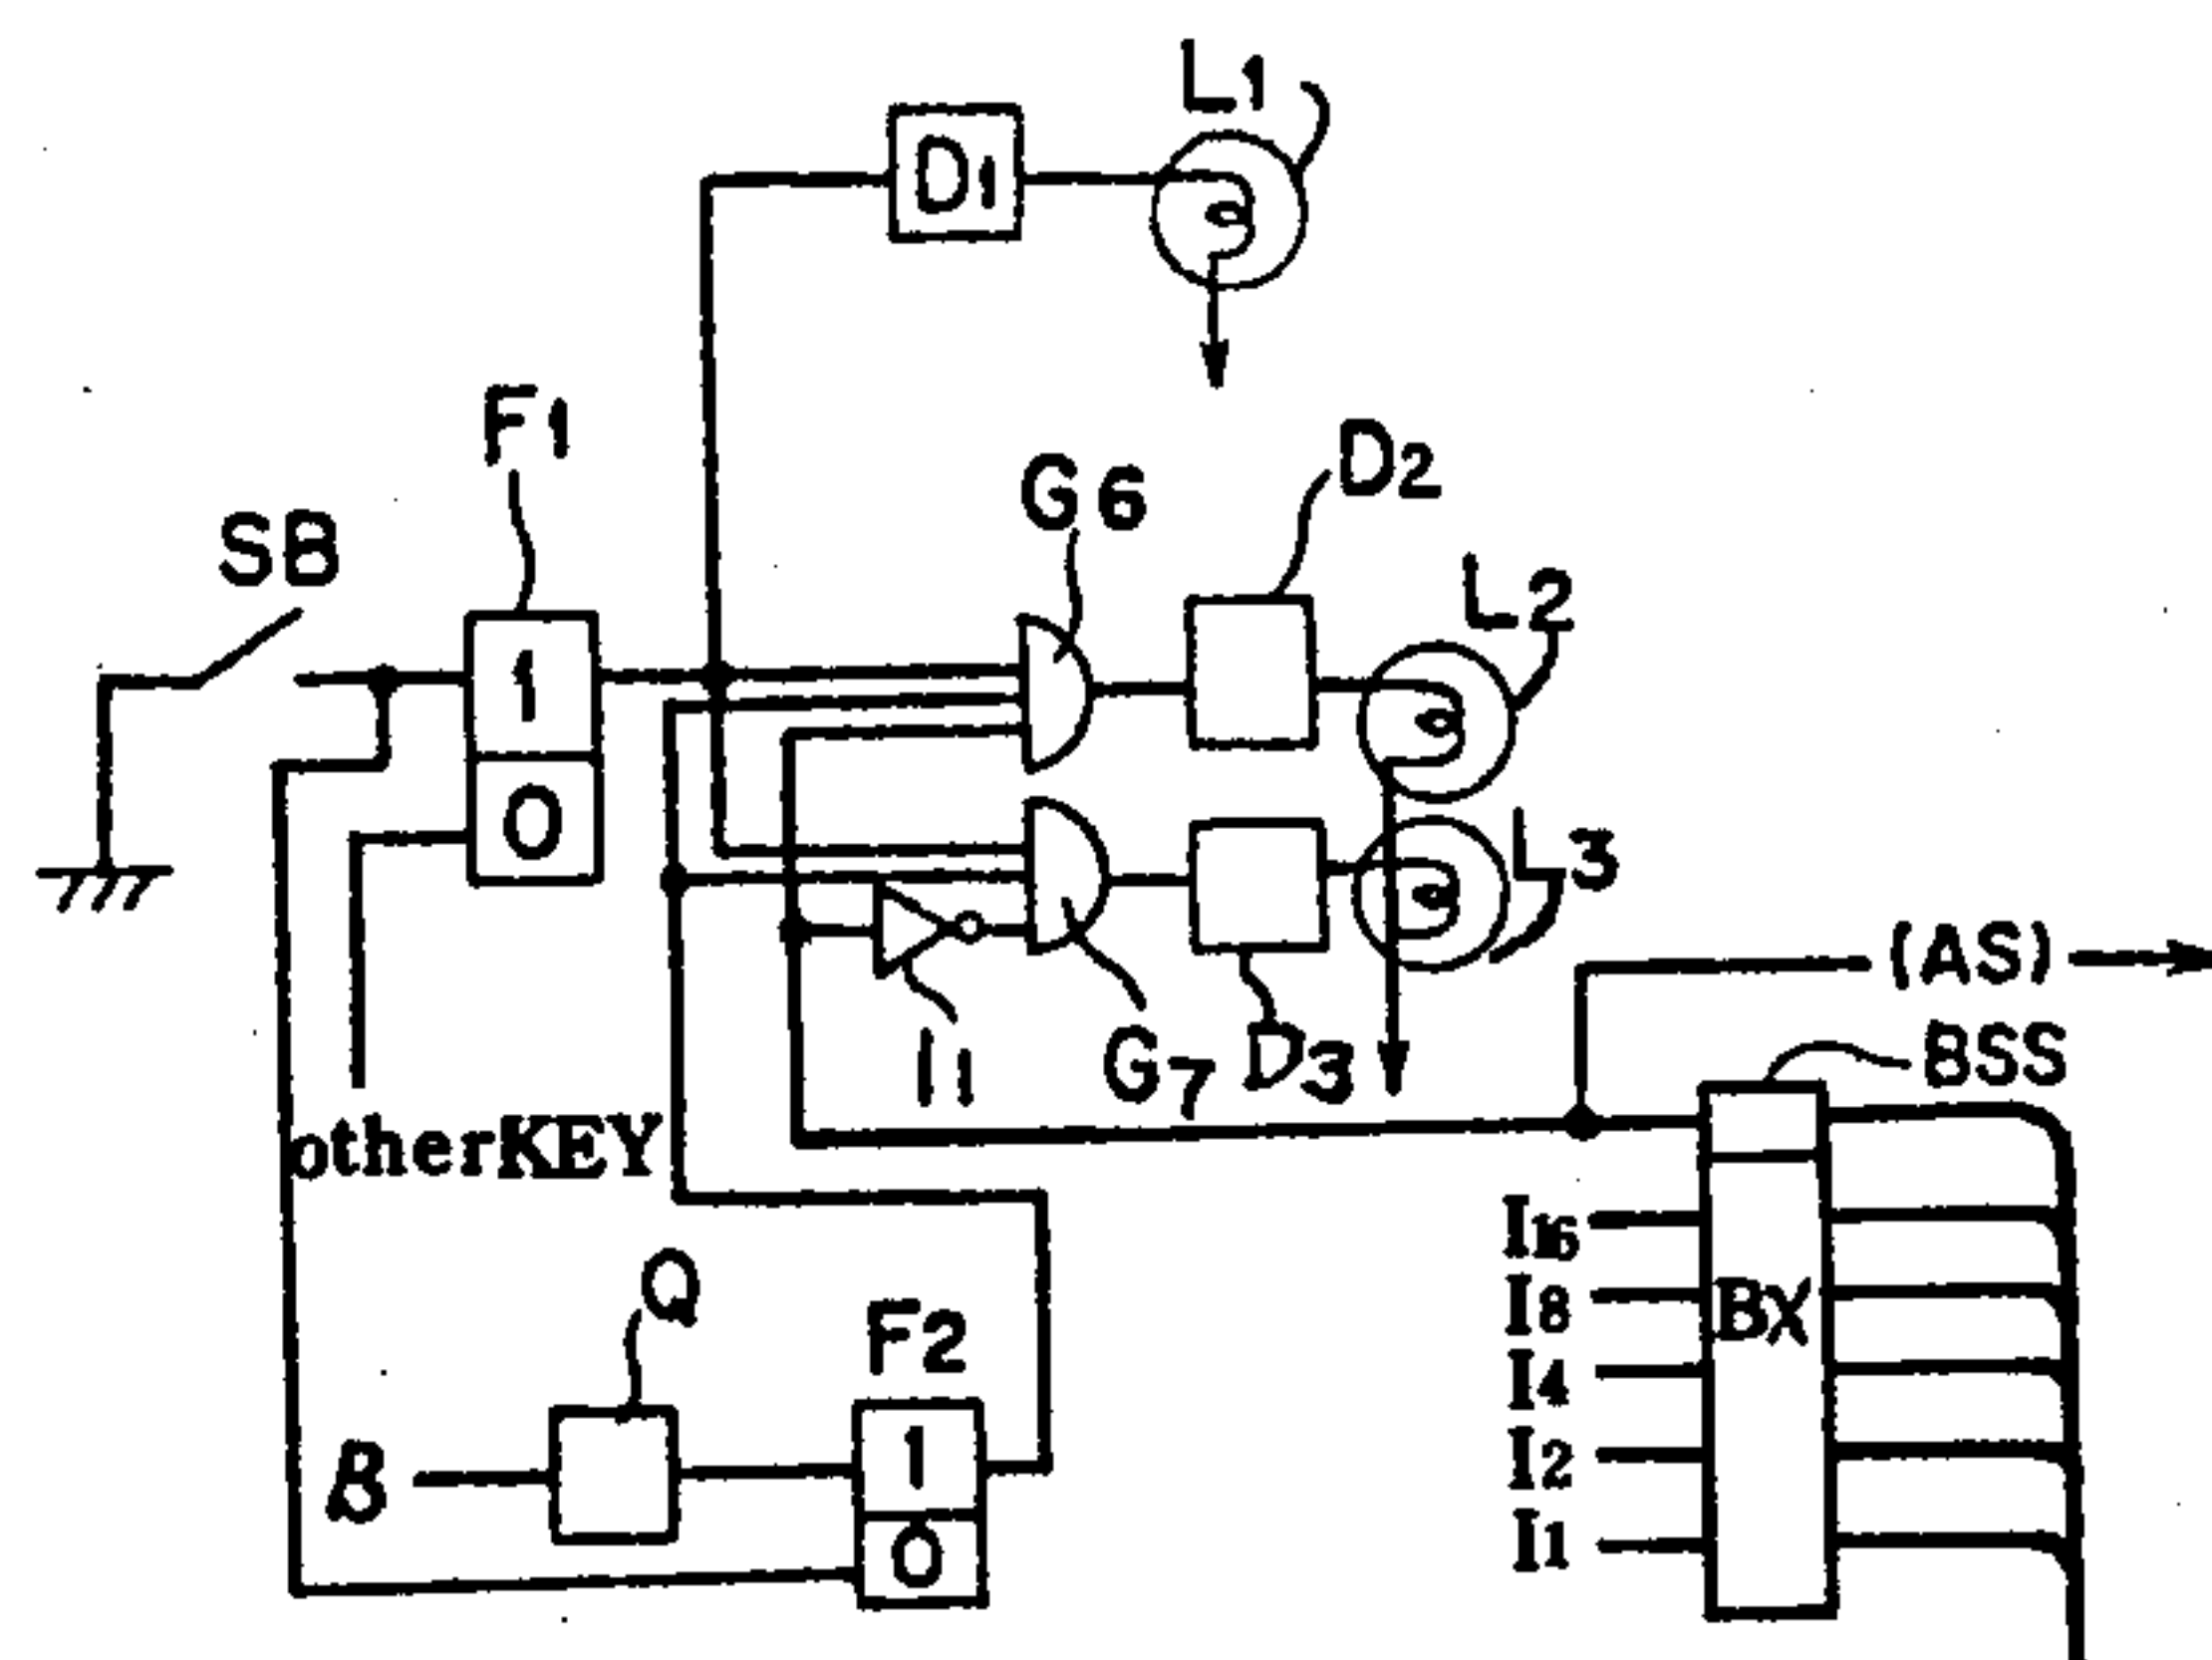 L1
D1
F1
G6
D2
SB
L2
1
0
L3
(AS)
I1
G7
D3
BSS
otherKEY
I16
Q
I8
BX
F2
I4
1
I2
0
I1